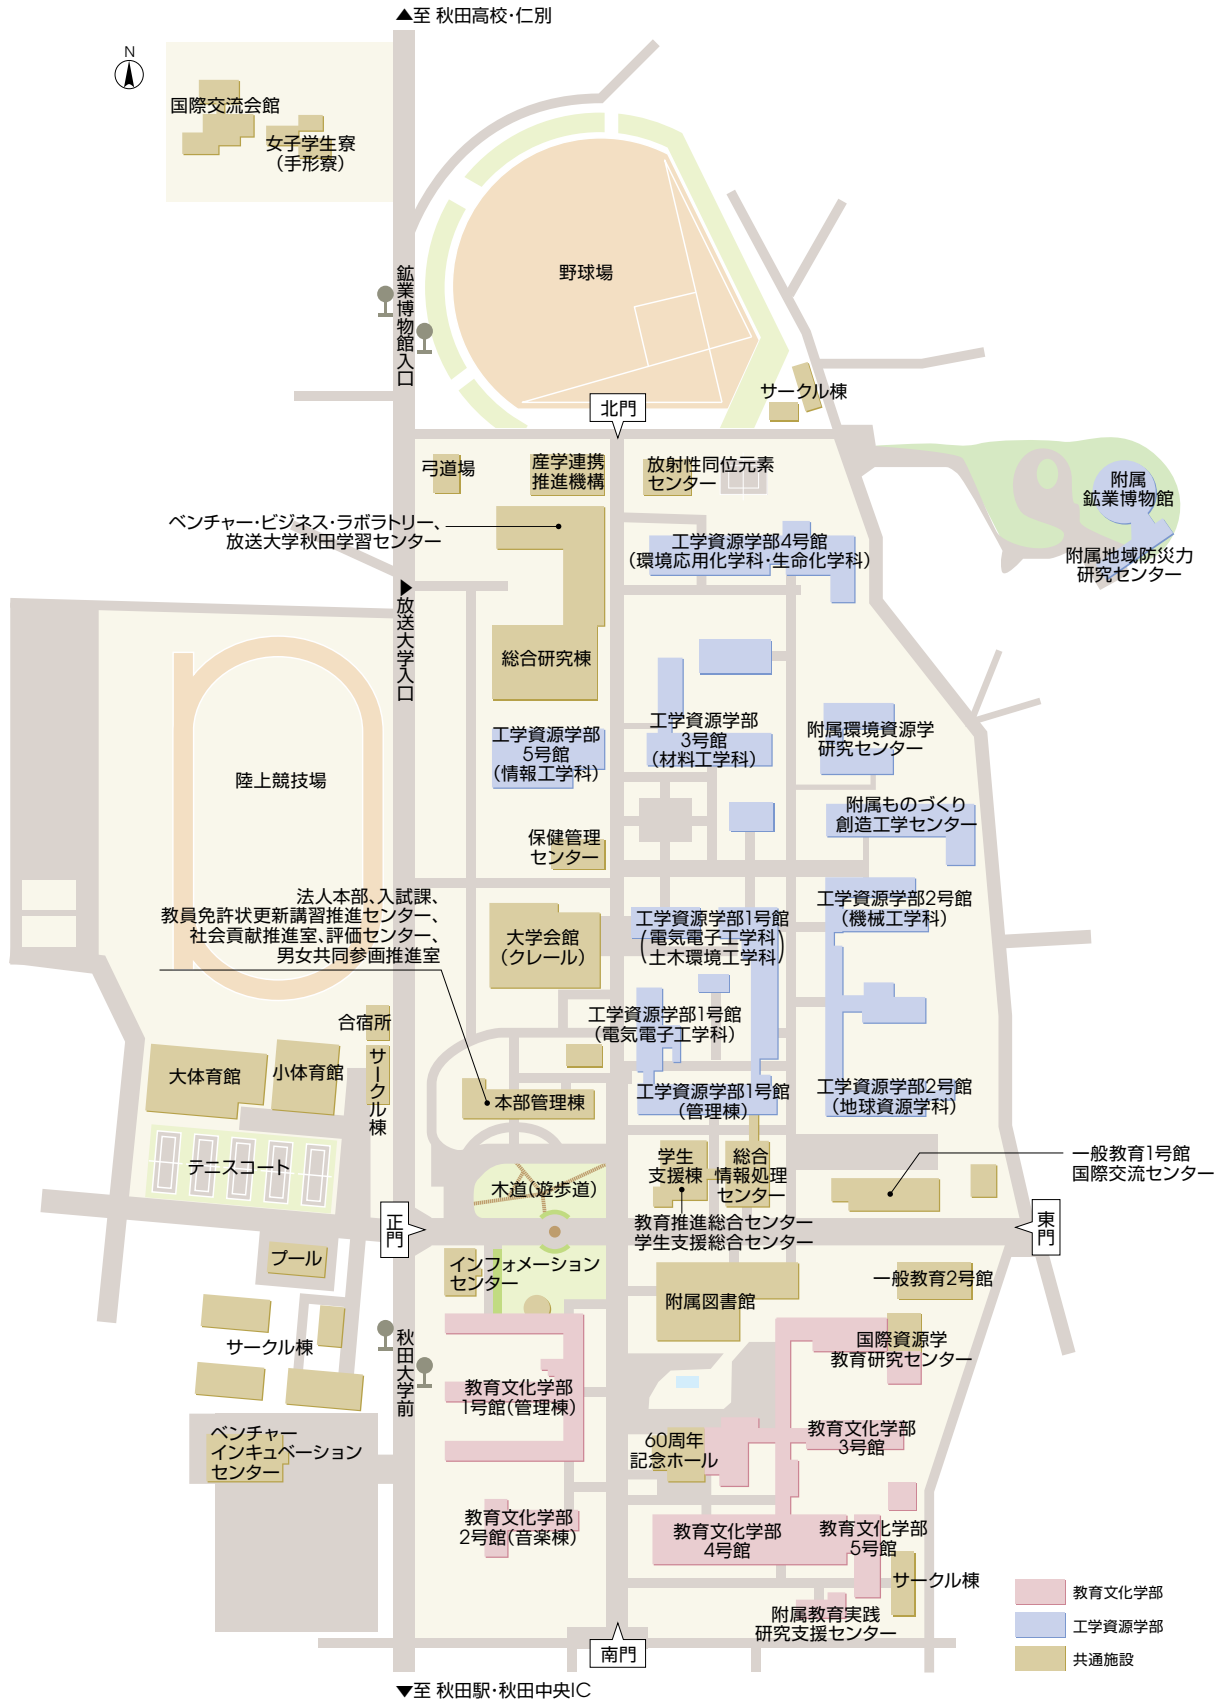 ▲至 秋田高校･仁別
N
国際交流会館
女子学生寮
(手形寮)
野球場
鉱業博物館入口
サークル棟
北門
弓道場
産学連携
推進機構
放射性同位元素
センター
附属
鉱業博物館
ベンチャー･ビジネス･ラボラトリー、
放送大学秋田学習センター
工学資源学部4号館
(環境応用化学科･生命化学科)
附属地域防災力
研究センター
▶放送大学入口
総合研究棟
工学資源学部
5号館
(情報工学科)
工学資源学部
3号館
(材料工学科)
附属環境資源学
研究センター
陸上競技場
附属ものづくり
創造工学センター
保健管理
センター
法人本部、入試課、
教員免許状更新講習推進センター、
社会貢献推進室、評価センター、
男女共同参画推進室
大学会館
(クレール)
工学資源学部1号館
(電気電子工学科
土木環境工学科)
工学資源学部2号館
(機械工学科)
合宿所
工学資源学部1号館
(電気電子工学科)
大体育館
小体育館
サークル棟
本部管理棟
工学資源学部1号館
(管理棟)
工学資源学部2号館
(地球資源学科)
テニスコート
木道(遊歩道)
学生
支援棟
総合
情報処理
センター
一般教育1号館
国際交流センター
正門
教育推進総合センター
学生支援総合センター
東門
プール
インフォメーション
センター
附属図書館
一般教育2号館
サークル棟
秋田大学前
教育文化学部
1号館(管理棟)
国際資源学
教育研究センター
ベンチャー
インキュベーション
センター
60周年
記念ホール
教育文化学部
3号館
教育文化学部
2号館(音楽棟)
教育文化学部
4号館
教育文化学部
5号館
サークル棟
附属教育実践
研究支援センター
教育文化学部
工学資源学部
共通施設
南門
▼至 秋田駅･秋田中央IC